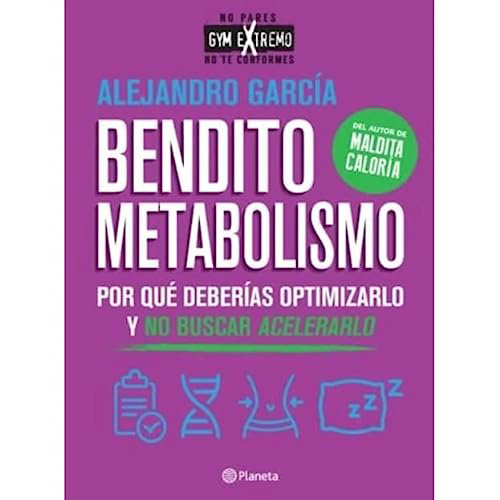 NO PARES
GYM EXTREMO
NO TE CONFORMES
ALEJANDRO GARCÍA
BENDITO
METABOLISMO
DEL AUTOR DE
MALDITA
CALORÍA
POR QUÉ DEBERÍAS OPTIMIZARLO
Y NO BUSCAR ACELERARLO
Z Z Z
Planeta